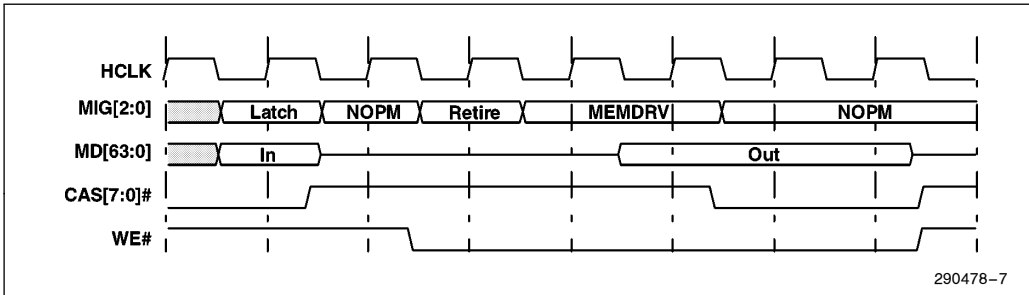 HCLK
MIG[2:0] Latch NOPM Retire MEMDRV NOPM
MD[63:0] In Out
CAS[7:0]#
WE#
290478–7